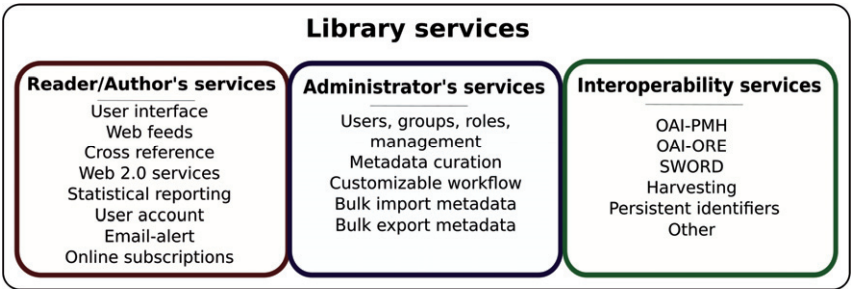 Library services
Reader/Author's services
User interface
Web feeds
Cross reference
Web 2.0 services
Statistical reporting
User account
Email-alert
Online subscriptions
Administrator's services
Users, groups, roles,
management
Metadata curation
Customizable workflow
Bulk import metadata
Bulk export metadata
Interoperability services
OAI-PMH
OAI-ORE
SWORD
Harvesting
Persistent identifiers
Other